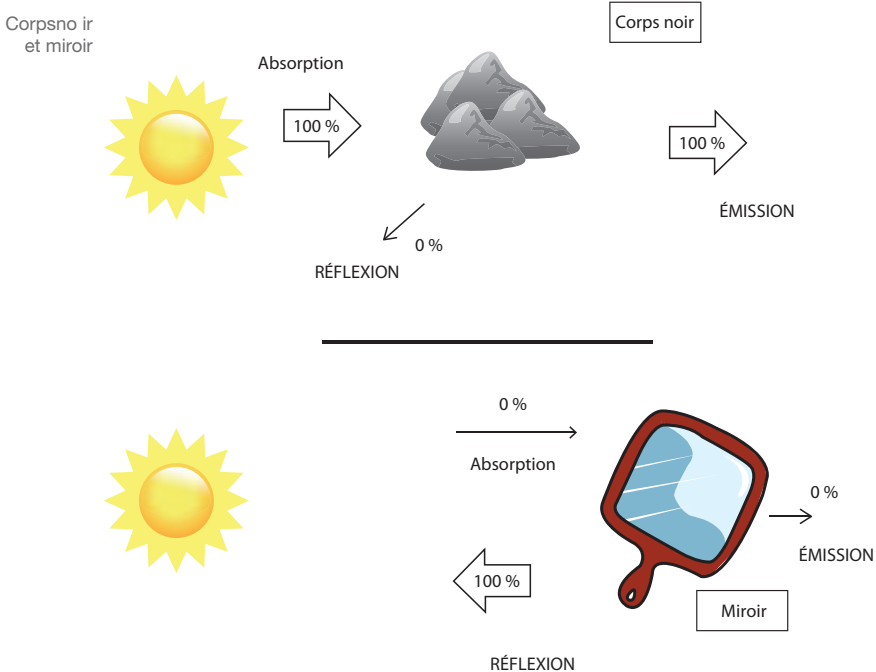 Corpsno ir
et miroir
Corps noir
Absorption
100 %
100 %
ÉMISSION
0 %
RÉFLEXION
0 %
Absorption
0 %
ÉMISSION
100 %
Miroir
RÉFLEXION